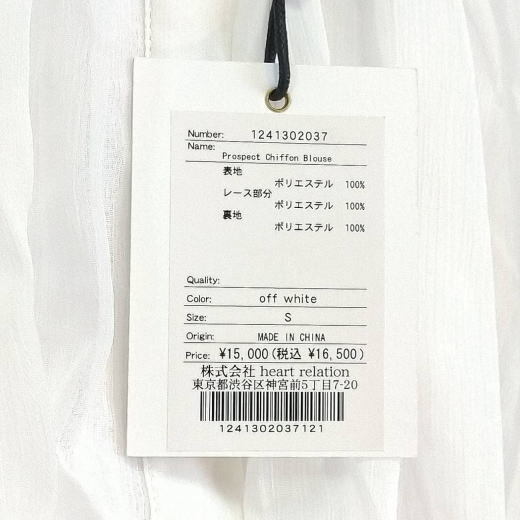 Number: 1241302037
Name:
Prospect Chiffon Blouse
表地
ポリエステル 100%
レース部分
ポリエステル 100%
裏地
ポリエステル 100%
Quality:
Color: off white
Size: S
Origin: MADE IN CHINA
Price: ¥15,000(税込 ¥16,500)
株式会社 heart relation
東京都渋谷区神宮前5丁目7-20
1241302037121